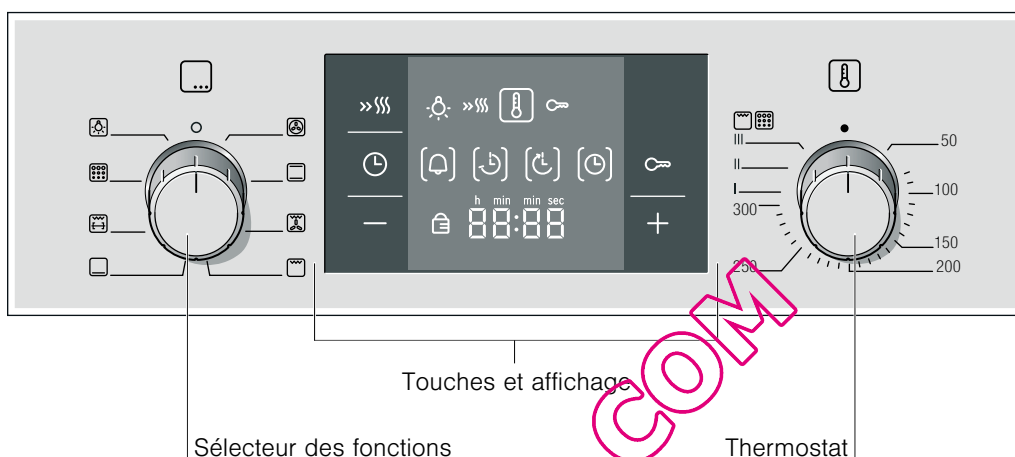 III
II
I
300
250
50
100
150
200
h min min sec
88:88
Touches et affichage
COM
Sélecteur des fonctions
Thermostat